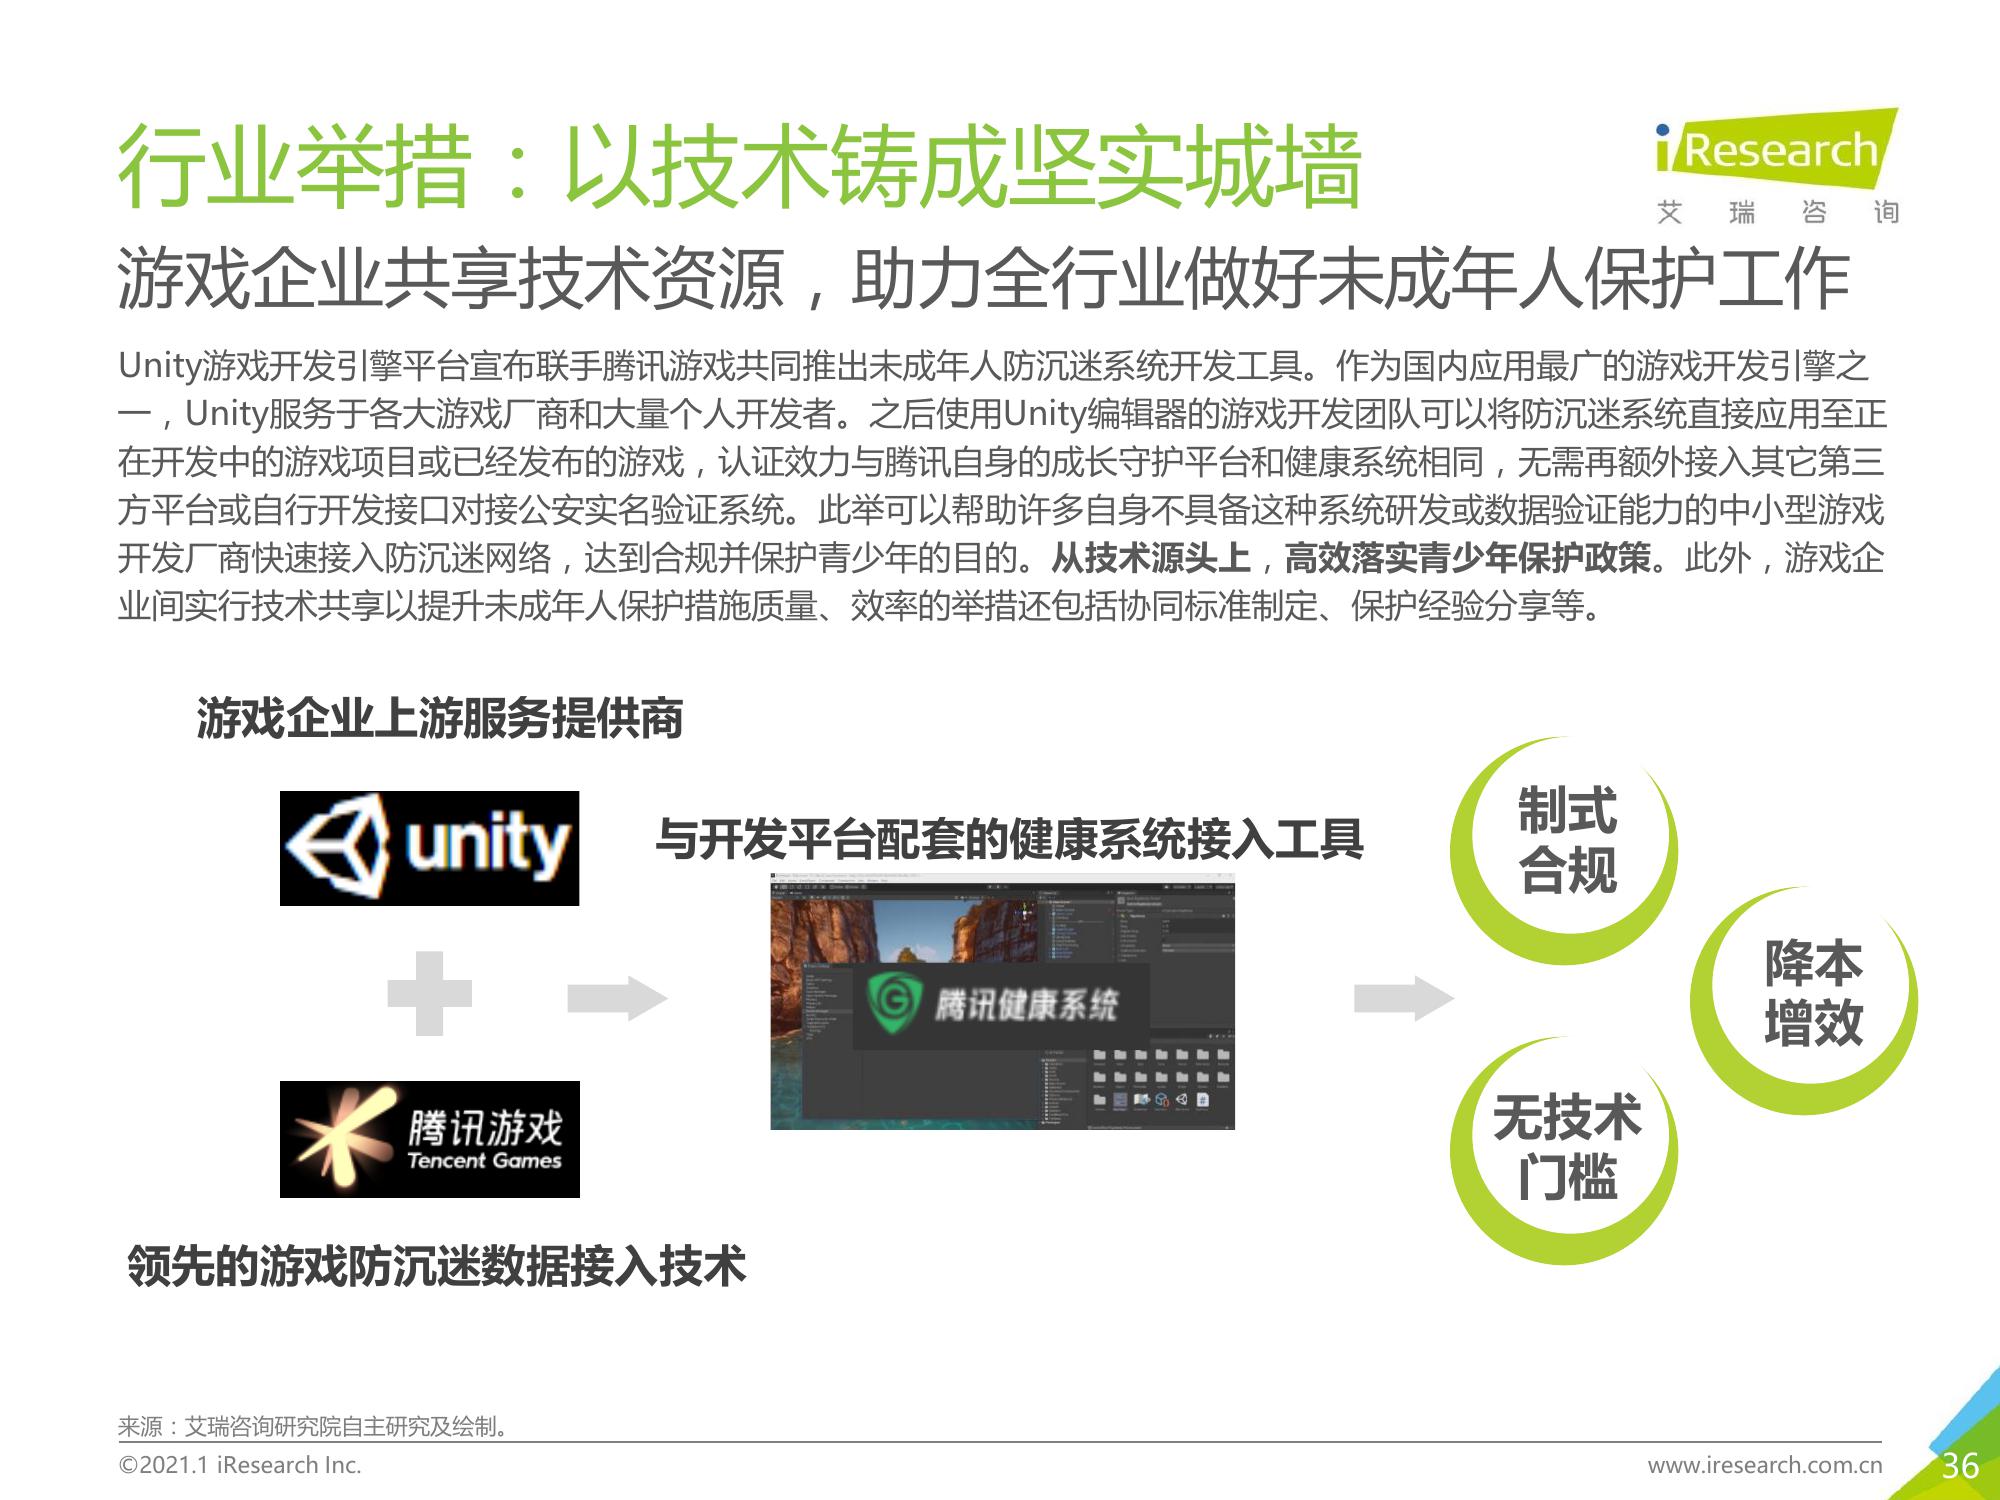 行业举措：以技术铸成坚实城墙
iResearch
艾瑞咨询
游戏企业共享技术资源，助力全行业做好未成年人保护工作
Unity游戏开发引擎平台宣布联手腾讯游戏共同推出未成年人防沉迷系统开发工具。作为国内应用最广的游戏开发引擎之
一，Unity服务于各大游戏厂商和大量个人开发者。之后使用Unity编辑器的游戏开发团队可以将防沉迷系统直接应用至正
在开发中的游戏项目或已经发布的游戏，认证效力与腾讯自身的成长守护平台和健康系统相同，无需再额外接入其它第三
方平台或自行开发接口对接公安实名验证系统。此举可以帮助许多自身不具备这种系统研发或数据验证能力的中小型游戏
开发厂商快速接入防沉迷网络，达到合规并保护青少年的目的。从技术源头上，高效落实青少年保护政策。此外，游戏企
业间实行技术共享以提升未成年人保护措施质量、效率的举措还包括协同标准制定、保护经验分享等。
游戏企业上游服务提供商
unity
与开发平台配套的健康系统接入工具
腾讯健康系统
腾讯游戏
Tencent Games
领先的游戏防沉迷数据接入技术
制式
合规
降本
增效
无技术
门槛
来源：艾瑞咨询研究院自主研究及绘制。
©2021.1 iResearch Inc.
www.iresearch.com.cn
36